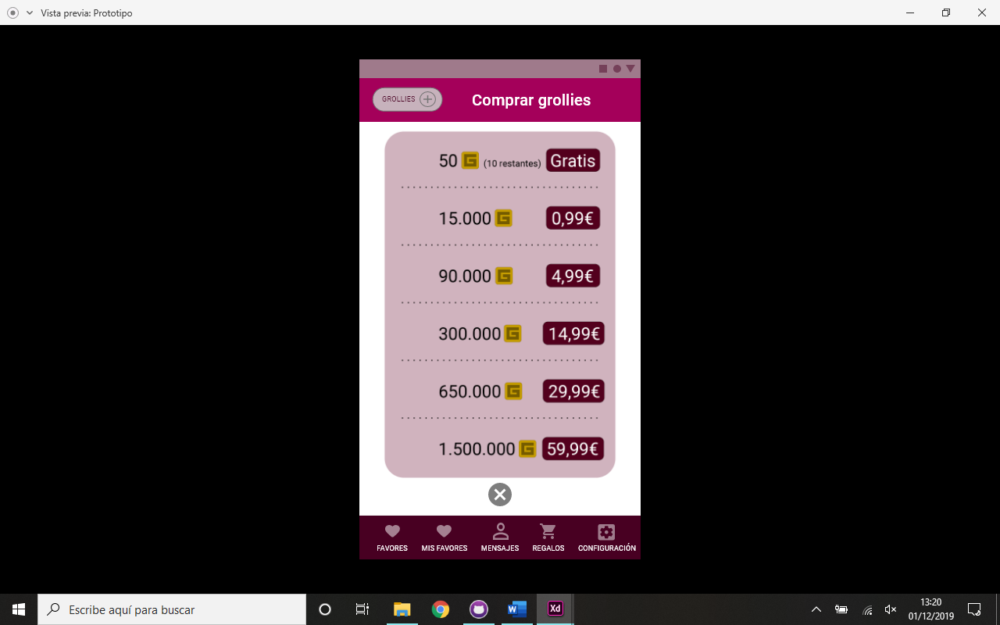 Vista previa: Prototipo
GROLLIES
Comprar grollies
50 G (10 restantes) Gratis
15.000 G 0,99€
90.000 G 4,99€
300.000 G 14,99€
650.000 G 29,99€
1.500.000 G 59,99€
FAVORES MIS FAVORES MENSAJES REGALOS CONFIGURACIÓN
Escribe aquí para buscar
W
Xd
13:20
01/12/2019